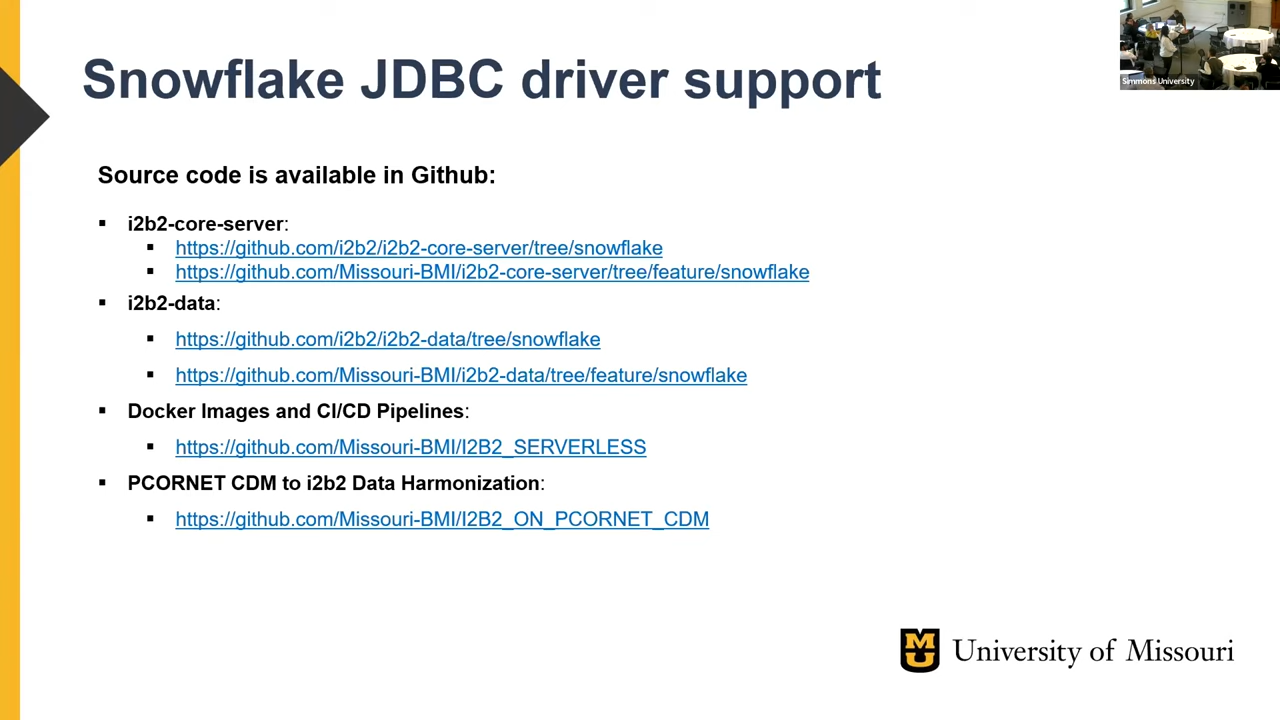 Snowflake JDBC driver support
Simmons University
Source code is available in Github:
▪ i2b2-core-server:
▪ https://github.com/i2b2/i2b2-core-server/tree/snowflake
▪ https://github.com/Missouri-BMI/i2b2-core-server/tree/feature/snowflake
▪ i2b2-data:
▪ https://github.com/i2b2/i2b2-data/tree/snowflake
▪ https://github.com/Missouri-BMI/i2b2-data/tree/feature/snowflake
▪ Docker Images and CI/CD Pipelines:
▪ https://github.com/Missouri-BMI/I2B2_SERVERLESS
▪ PCORNET CDM to i2b2 Data Harmonization:
▪ https://github.com/Missouri-BMI/I2B2_ON_PCORNET_CDM
MU University of Missouri